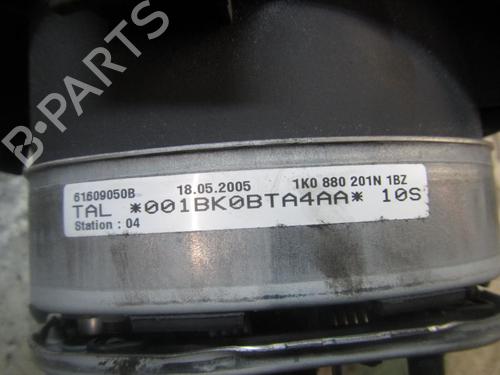 B-PARTS
61609050B 18.05.2005 1K0 880 201N 1BZ
TAL *001BK0BTA4AA* 10S
Station : 04